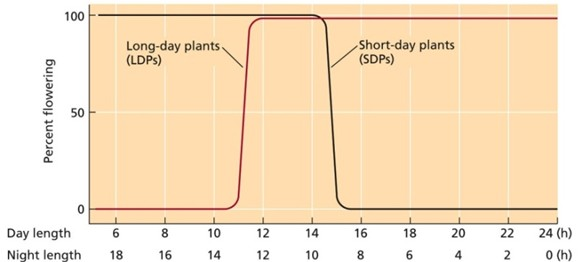 Percent flowering
100
50
0
Long-day plants
(LDPs)
Short-day plants
(SDPs)
Day length 6 8 10 12 14 16 18 20 22 24 (h)
Night length 18 16 14 12 10 8 6 4 2 0 (h)